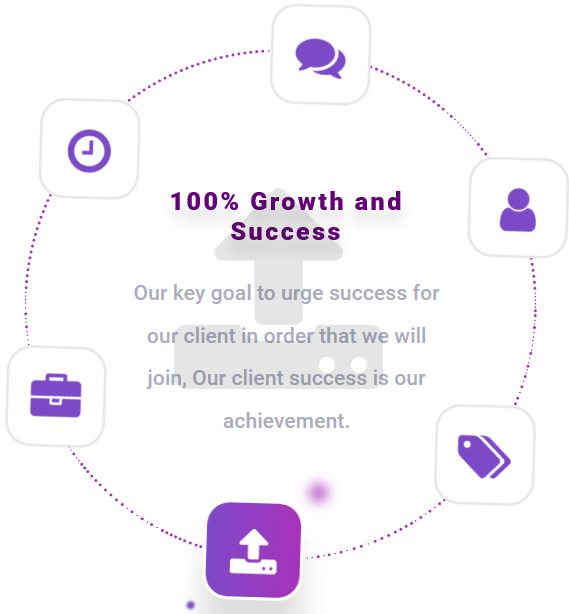 100% Growth and
Success
Our key goal to urge success for
our client in order that we will
join, Our client success is our
achievement.